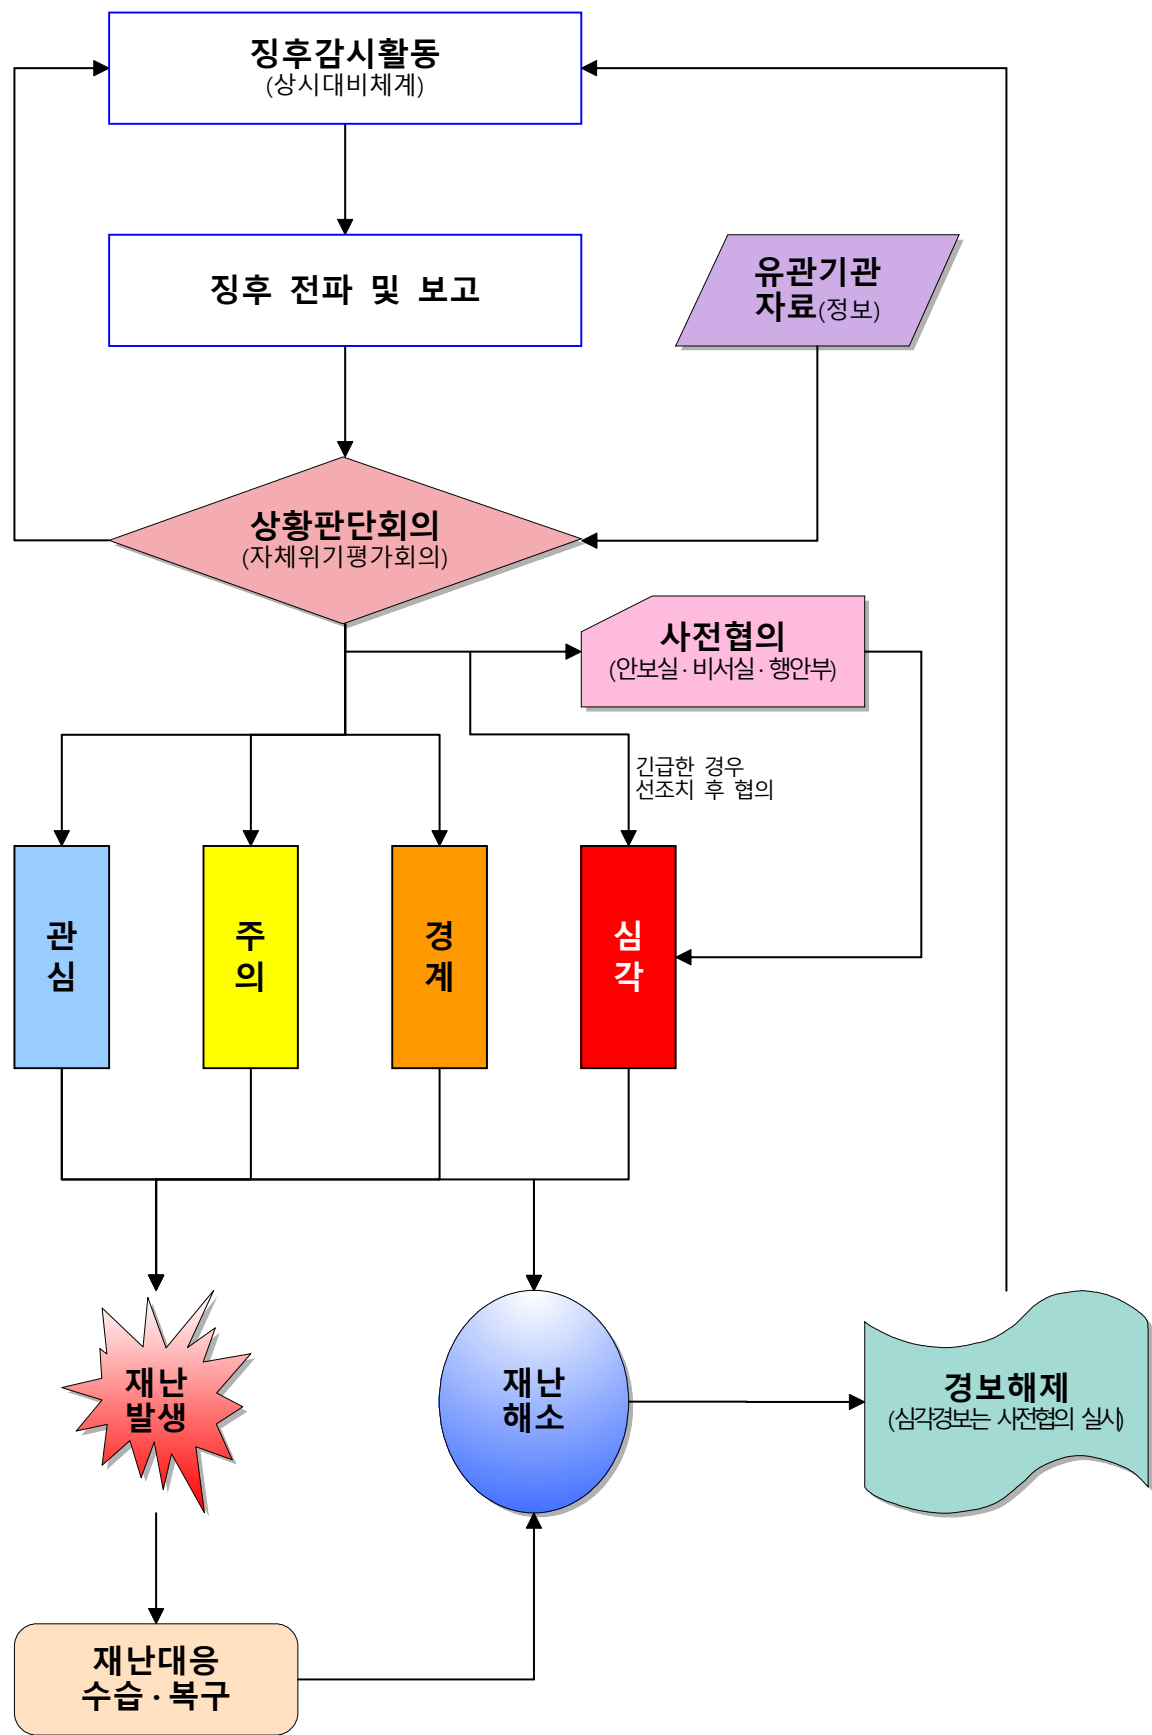 징후감시활동
(상시대비체계)
징후 전파 및 보고
유관기관
자료(정보)
상황판단회의
(자체위기평가회의)
사전협의
(안보실·비서실·행안부)
긴급한 경우
선조치 후 협의
관
심
주
의
경
계
심
각
재난
발생
재난
해소
경보해제
(심각경보는 사전협의 실시)
재난대응
수습·복구